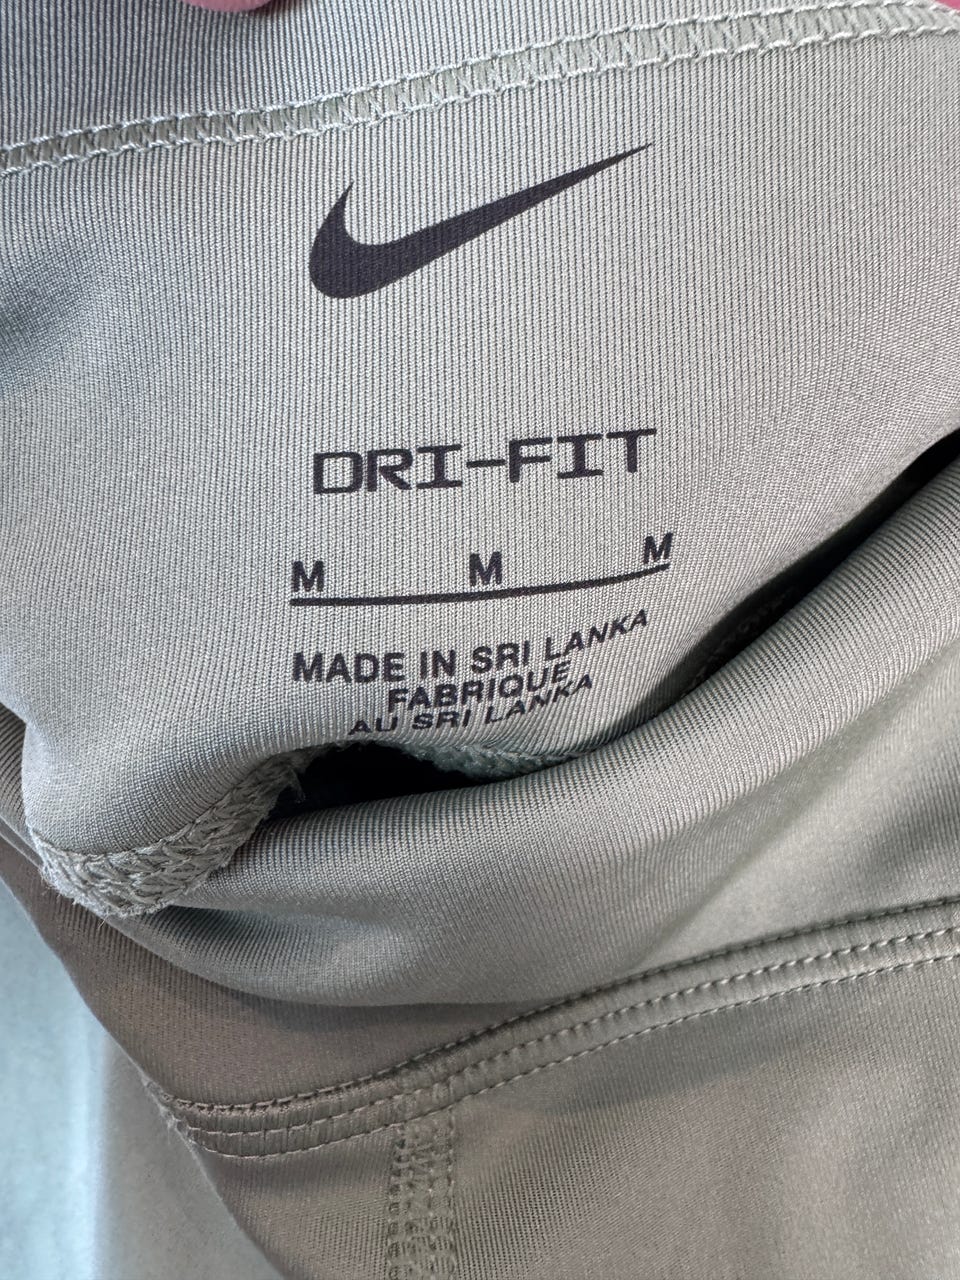 DRI-FIT
M M M
MADE IN SRI LANKA
FABRIQUE
AU SRI LANKA